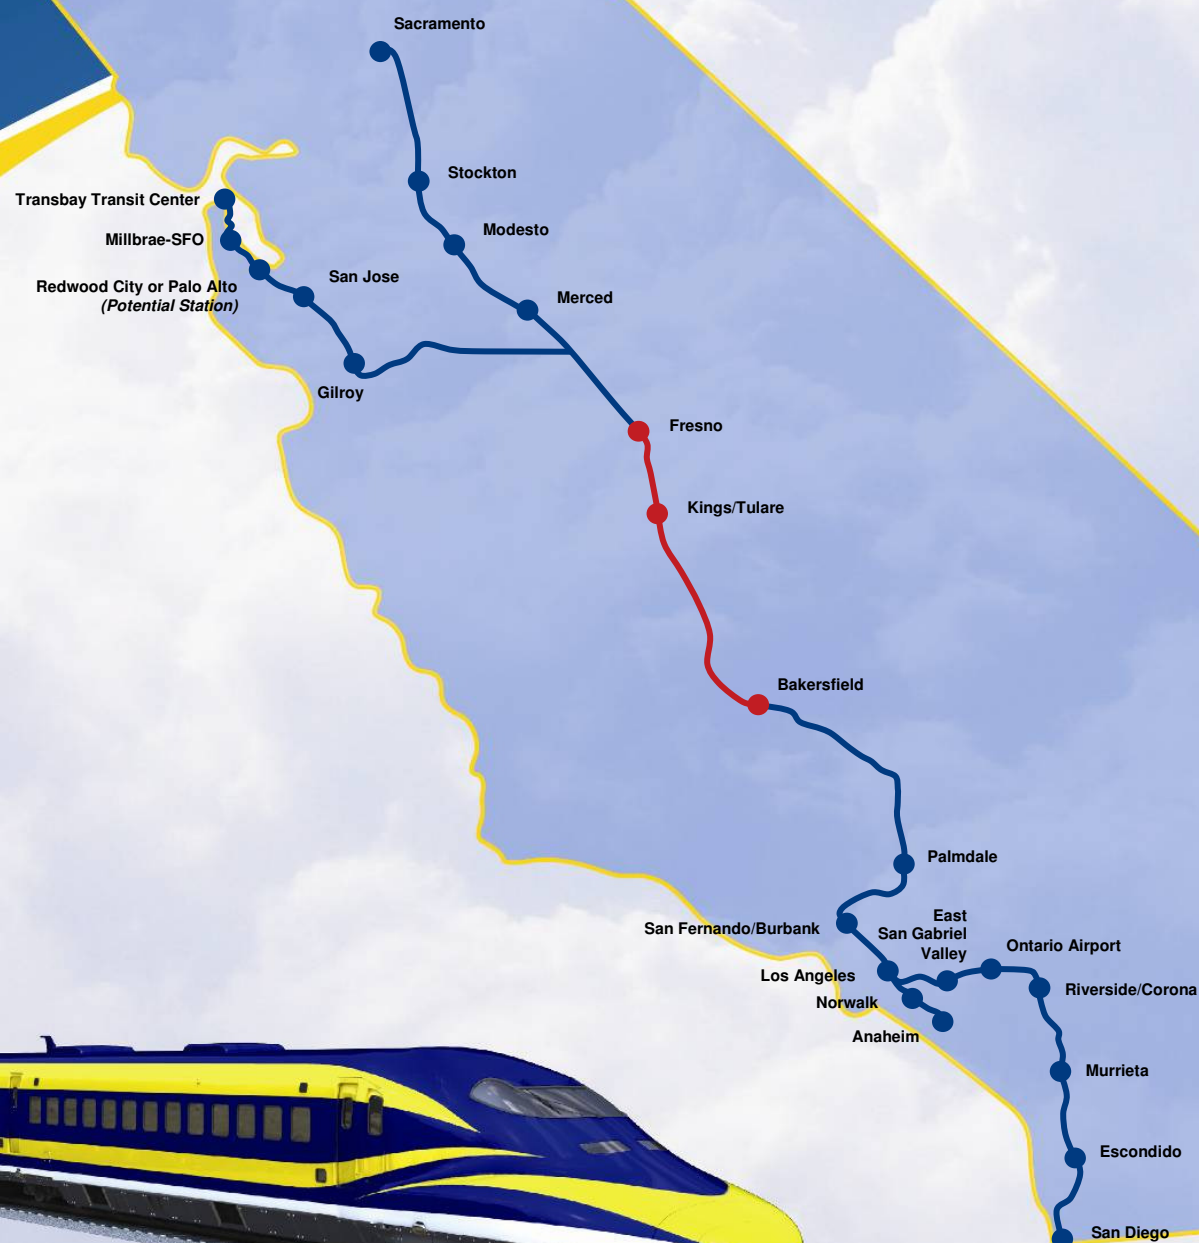 Sacramento
Stockton
Transbay Transit Center
Modesto
Millbrae-SFO
San Jose
Redwood City or Palo Alto
(Potential Station)
Merced
Gilroy
Fresno
Kings/Tulare
Bakersfield
Palmdale
San Fernando/Burbank
East
San Gabriel
Valley
Ontario Airport
Los Angeles
Riverside/Corona
Norwalk
Anaheim
Murrieta
Escondido
San Diego